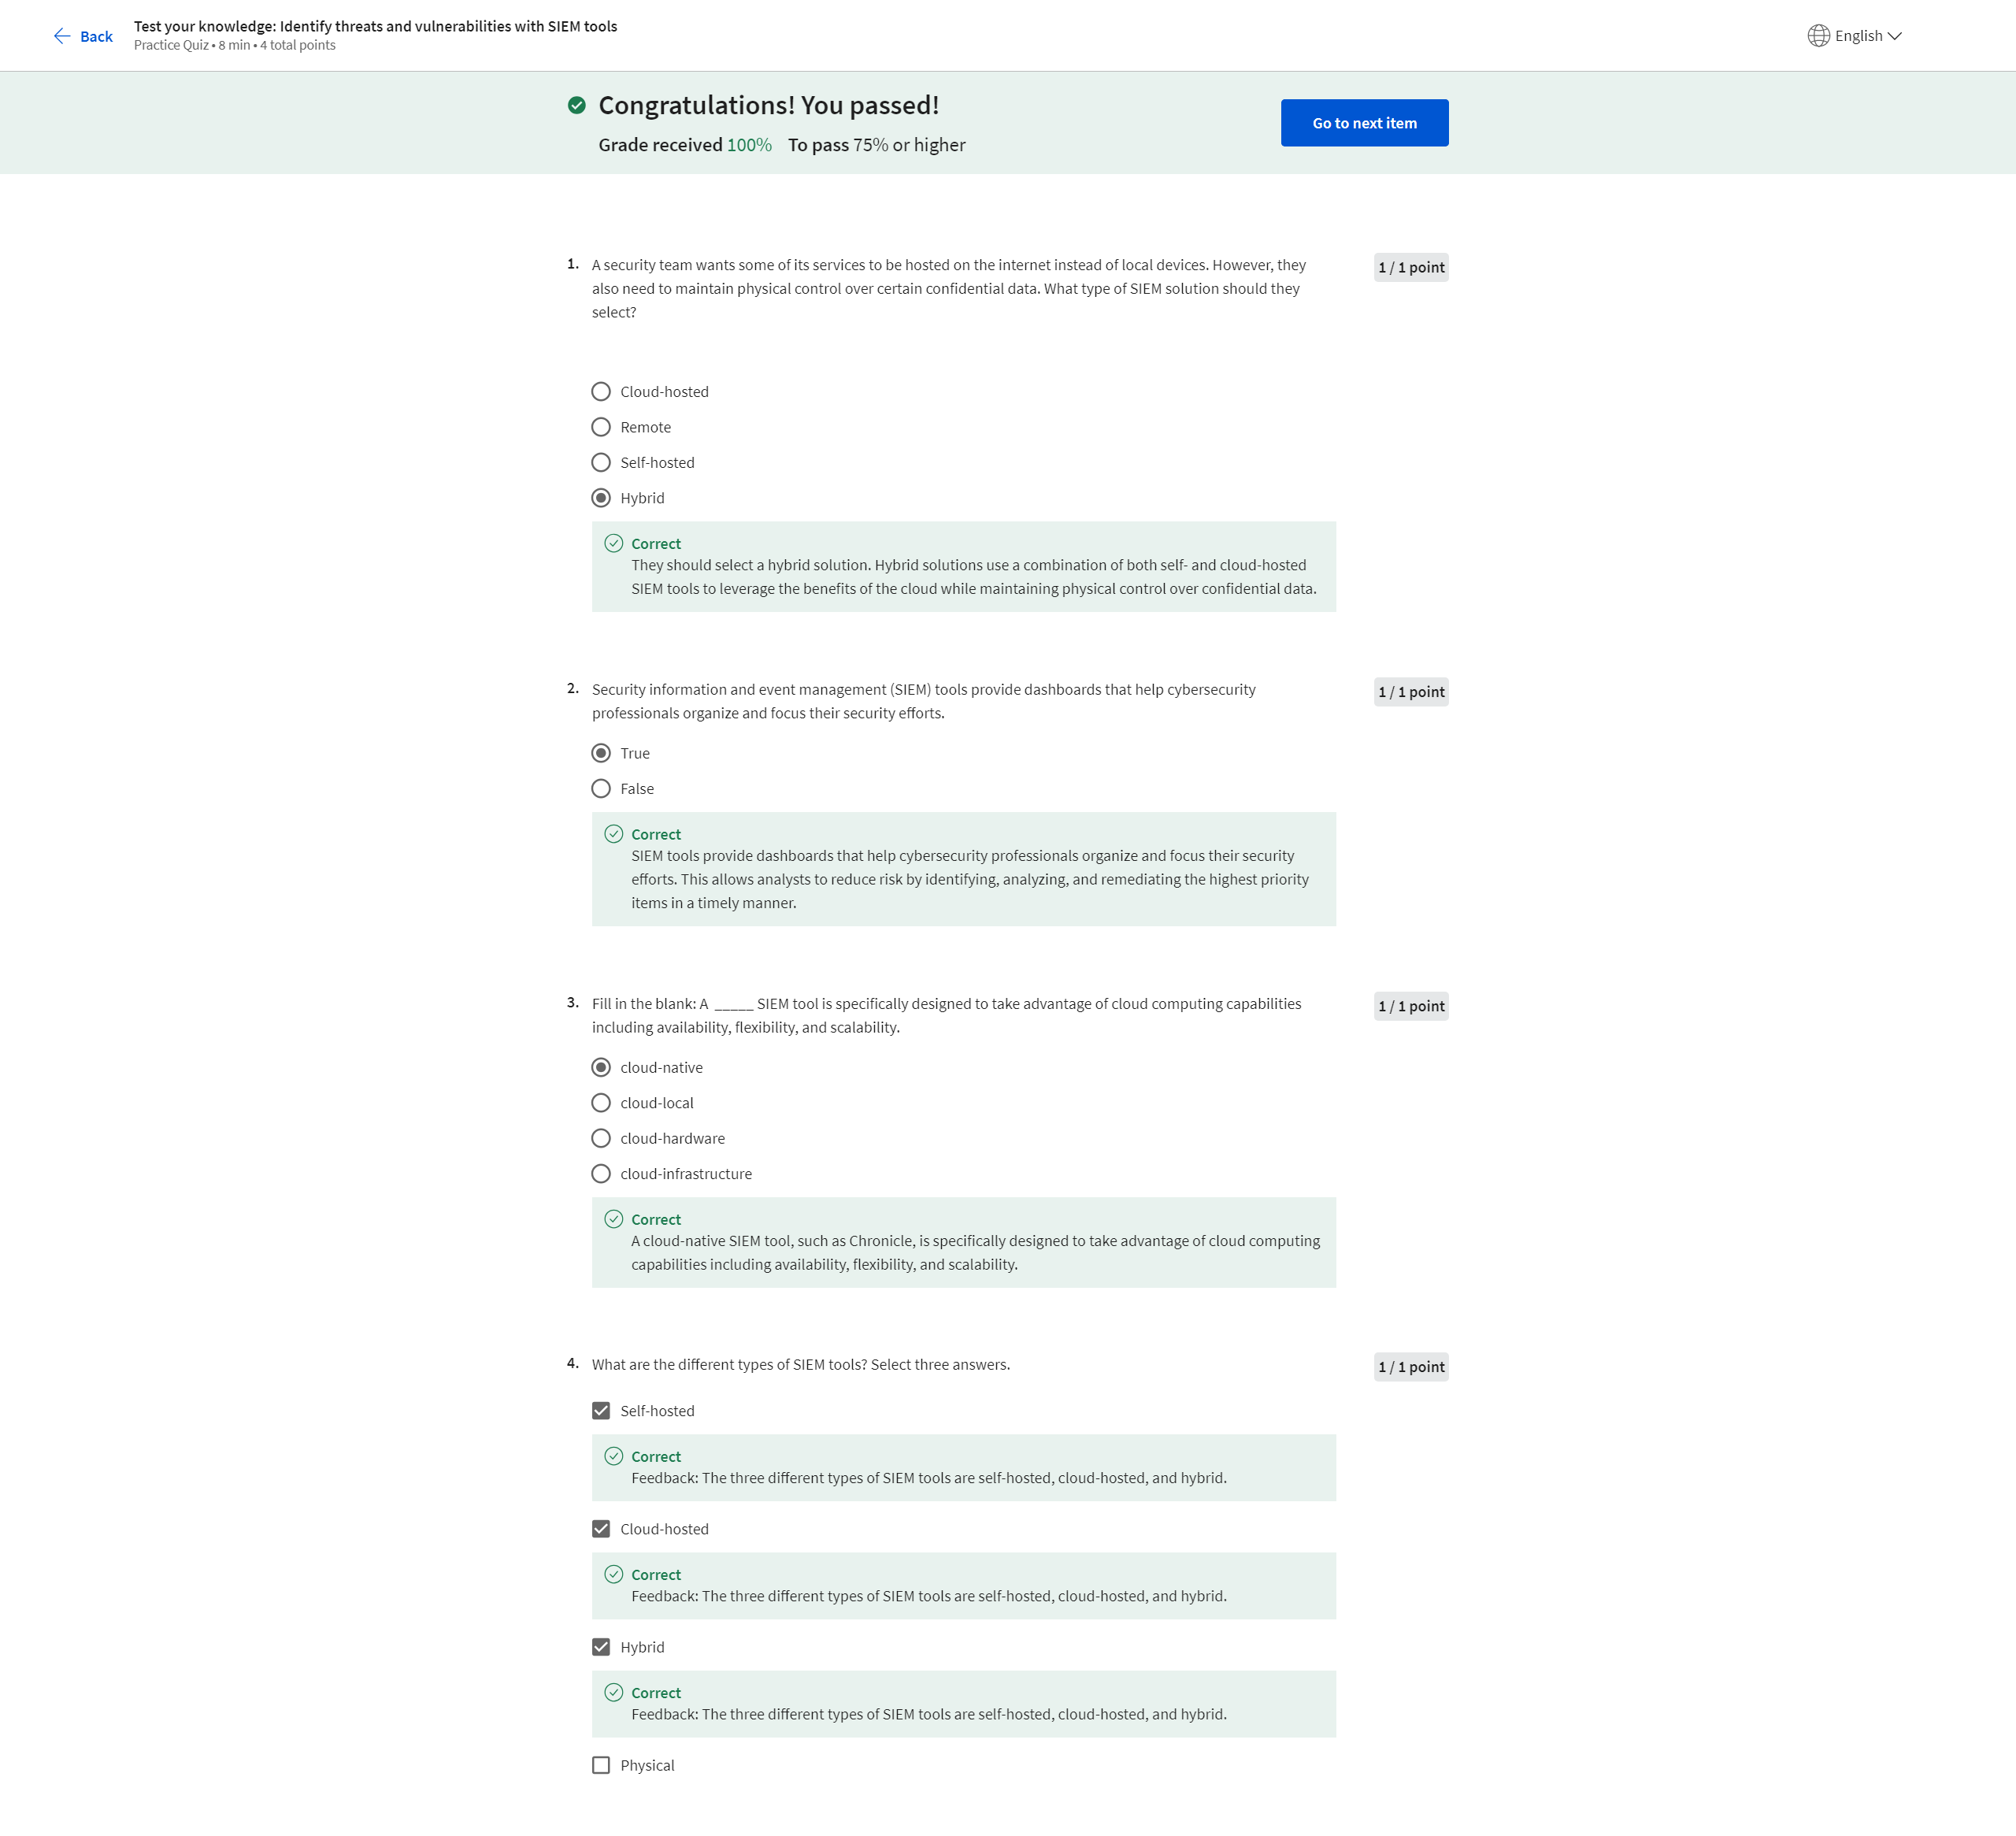 Back
Test your knowledge: Identify threats and vulnerabilities with SIEM tools
Practice Quiz • 8 min • 4 total points
English
Congratulations! You passed!
Grade received 100% To pass 75% or higher
Go to next item
1. A security team wants some of its services to be hosted on the internet instead of local devices. However, they
also need to maintain physical control over certain confidential data. What type of SIEM solution should they
select?
1 / 1 point
Cloud-hosted
Remote
Self-hosted
Hybrid
Correct
They should select a hybrid solution. Hybrid solutions use a combination of both self- and cloud-hosted
SIEM tools to leverage the benefits of the cloud while maintaining physical control over confidential data.
2. Security information and event management (SIEM) tools provide dashboards that help cybersecurity
professionals organize and focus their security efforts.
1 / 1 point
True
False
Correct
SIEM tools provide dashboards that help cybersecurity professionals organize and focus their security
efforts. This allows analysts to reduce risk by identifying, analyzing, and remediating the highest priority
items in a timely manner.
3. Fill in the blank: A _____ SIEM tool is specifically designed to take advantage of cloud computing capabilities
including availability, flexibility, and scalability.
1 / 1 point
cloud-native
cloud-local
cloud-hardware
cloud-infrastructure
Correct
A cloud-native SIEM tool, such as Chronicle, is specifically designed to take advantage of cloud computing
capabilities including availability, flexibility, and scalability.
4. What are the different types of SIEM tools? Select three answers.
1 / 1 point
Self-hosted
Correct
Feedback: The three different types of SIEM tools are self-hosted, cloud-hosted, and hybrid.
Cloud-hosted
Correct
Feedback: The three different types of SIEM tools are self-hosted, cloud-hosted, and hybrid.
Hybrid
Correct
Feedback: The three different types of SIEM tools are self-hosted, cloud-hosted, and hybrid.
Physical